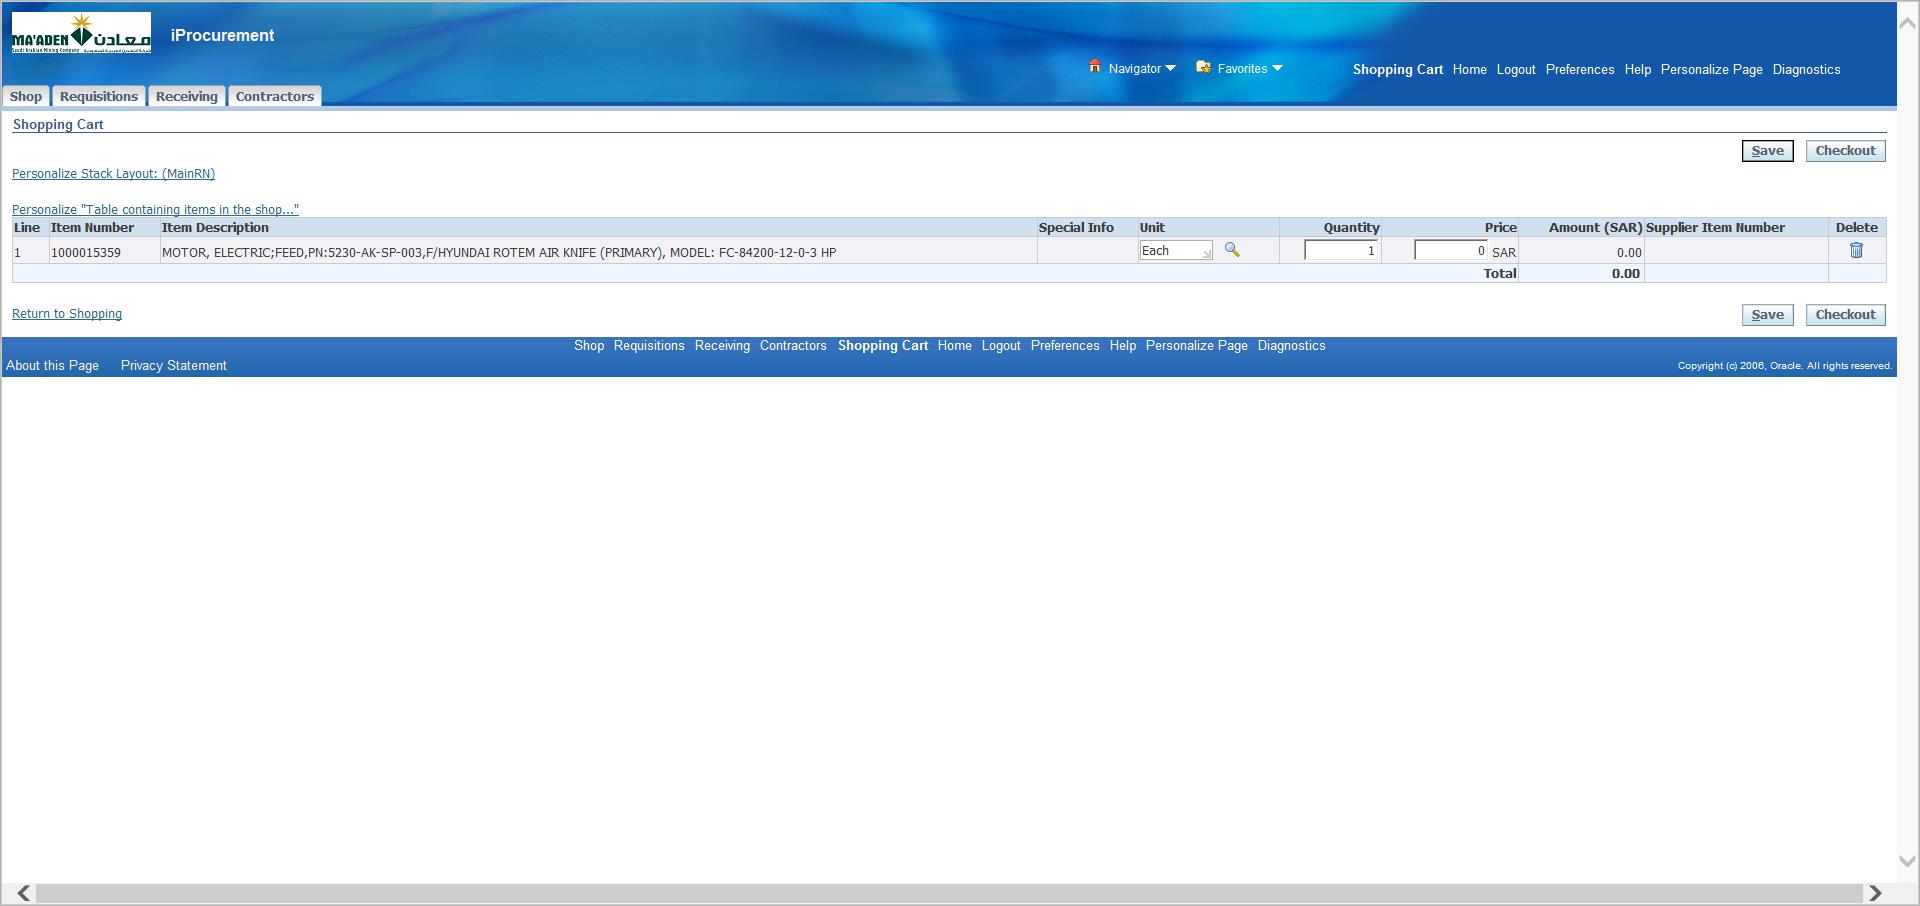 MA'ADEN معادن
Saudi Arabian Mining Company شركة التعدين العربية السعودية
iProcurement
Navigator Favorites Shopping Cart Home Logout Preferences Help Personalize Page Diagnostics
Shop Requisitions Receiving Contractors
Shopping Cart
Save Checkout
Personalize Stack Layout: (MainRN)
Personalize "Table containing items in the shop..."
Line Item Number Item Description Special Info Unit Quantity Price Amount (SAR) Supplier Item Number Delete
1 1000015359 MOTOR, ELECTRIC;FEED,PN:5230-AK-SP-003,F/HYUNDAI ROTEM AIR KNIFE (PRIMARY), MODEL: FC-84200-12-0-3 HP Each 1 0 SAR 0.00
Total 0.00
Return to Shopping Save Checkout
Shop Requisitions Receiving Contractors Shopping Cart Home Logout Preferences Help Personalize Page Diagnostics
About this Page Privacy Statement Copyright (c) 2006, Oracle. All rights reserved.